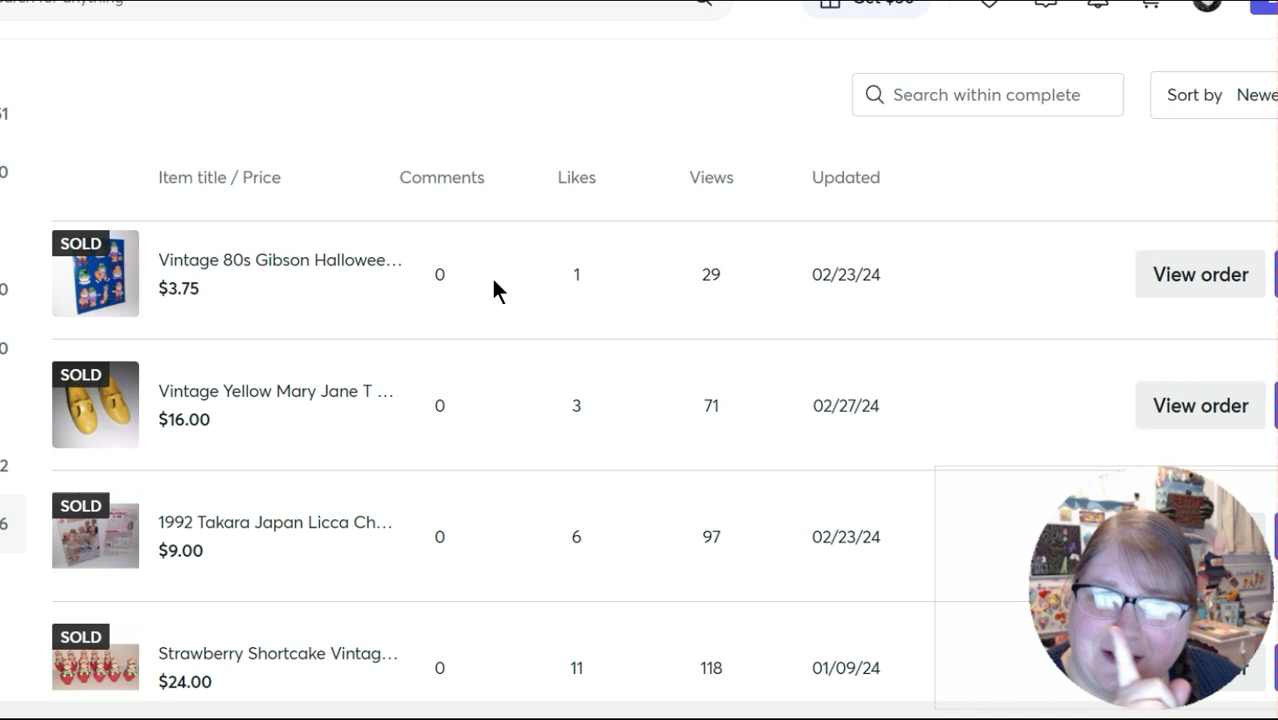 Search within complete
Sort by Newe
Item title / Price Comments Likes Views Updated
SOLD
Vintage 80s Gibson Hallowee…
$3.75
0 1 29 02/23/24
View order
SOLD
Vintage Yellow Mary Jane T …
$16.00
0 3 71 02/27/24
View order
SOLD
1992 Takara Japan Licca Ch…
$9.00
0 6 97 02/23/24
SOLD
Strawberry Shortcake Vintag…
$24.00
0 11 118 01/09/24